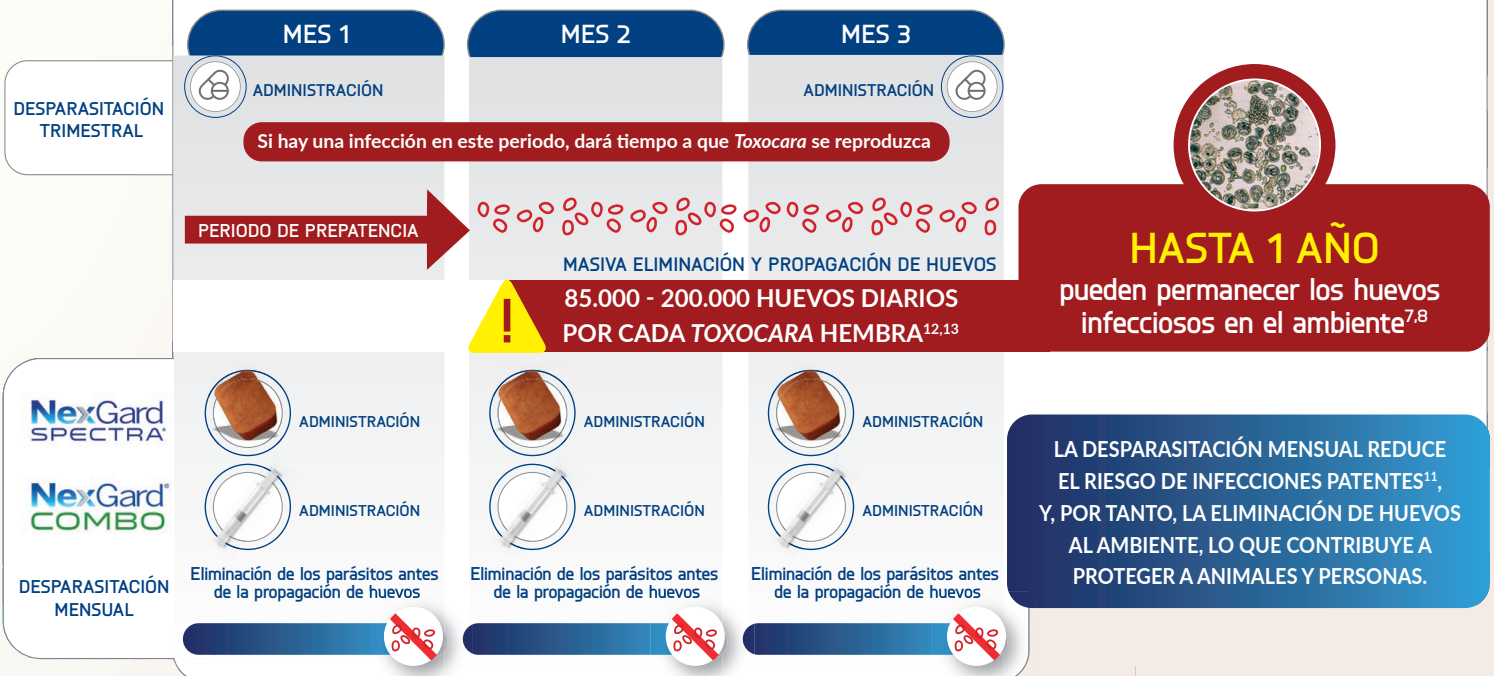 MES 1
MES 2
MES 3
DESPARASITACIÓN
TRIMESTRAL
ADMINISTRACIÓN
ADMINISTRACIÓN
Si hay una infección en este periodo, dará tiempo a que Toxocara se reproduzca
PERIODO DE PREPATENCIA
MASIVA ELIMINACIÓN Y PROPAGACIÓN DE HUEVOS
85.000 - 200.000 HUEVOS DIARIOS
POR CADA TOXOCARA HEMBRA12,13
HASTA 1 AÑO
pueden permanecer los huevos
infecciosos en el ambiente7,8
NexGard
SPECTRA®
ADMINISTRACIÓN
ADMINISTRACIÓN
ADMINISTRACIÓN
NexGard®
COMBO
ADMINISTRACIÓN
ADMINISTRACIÓN
ADMINISTRACIÓN
DESPARASITACIÓN
MENSUAL
Eliminación de los parásitos antes
de la propagación de huevos
Eliminación de los parásitos antes
de la propagación de huevos
Eliminación de los parásitos antes
de la propagación de huevos
LA DESPARASITACIÓN MENSUAL REDUCE
EL RIESGO DE INFECCIONES PATENTES11,
Y, POR TANTO, LA ELIMINACIÓN DE HUEVOS
AL AMBIENTE, LO QUE CONTRIBUYE A
PROTEGER A ANIMALES Y PERSONAS.